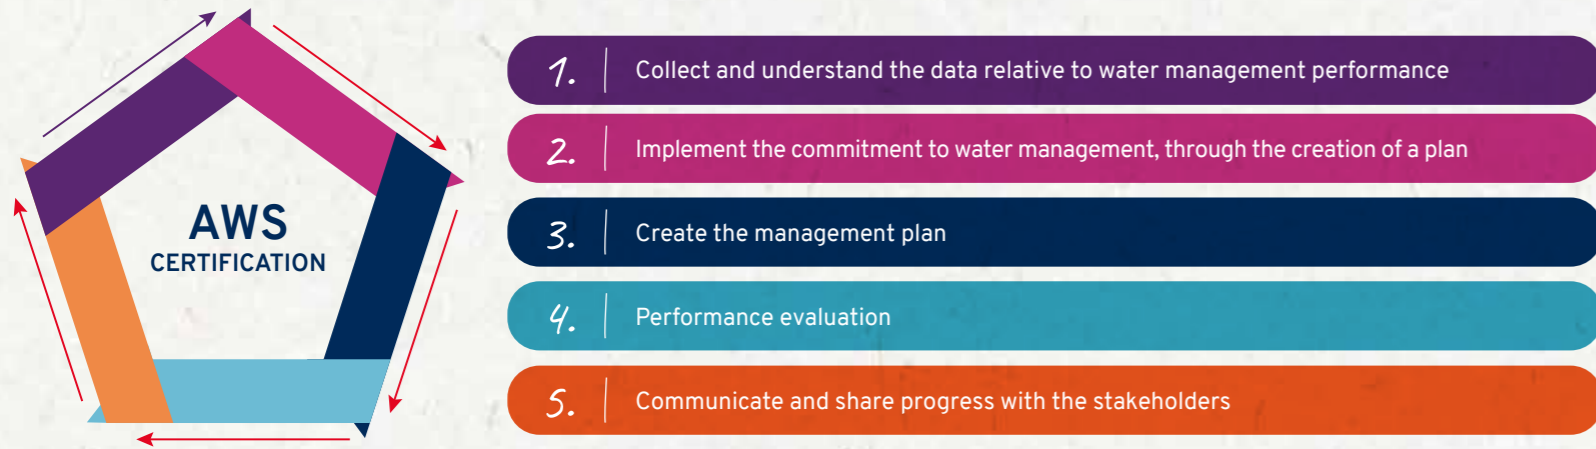 AWS
CERTIFICATION
1. Collect and understand the data relative to water management performance
2. Implement the commitment to water management, through the creation of a plan
3. Create the management plan
4. Performance evaluation
5. Communicate and share progress with the stakeholders